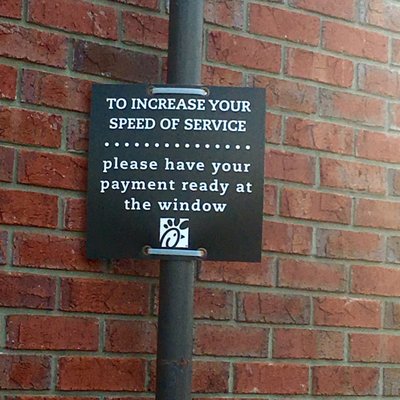 TO INCREASE YOUR
SPEED OF SERVICE
please have your
payment ready at
the window